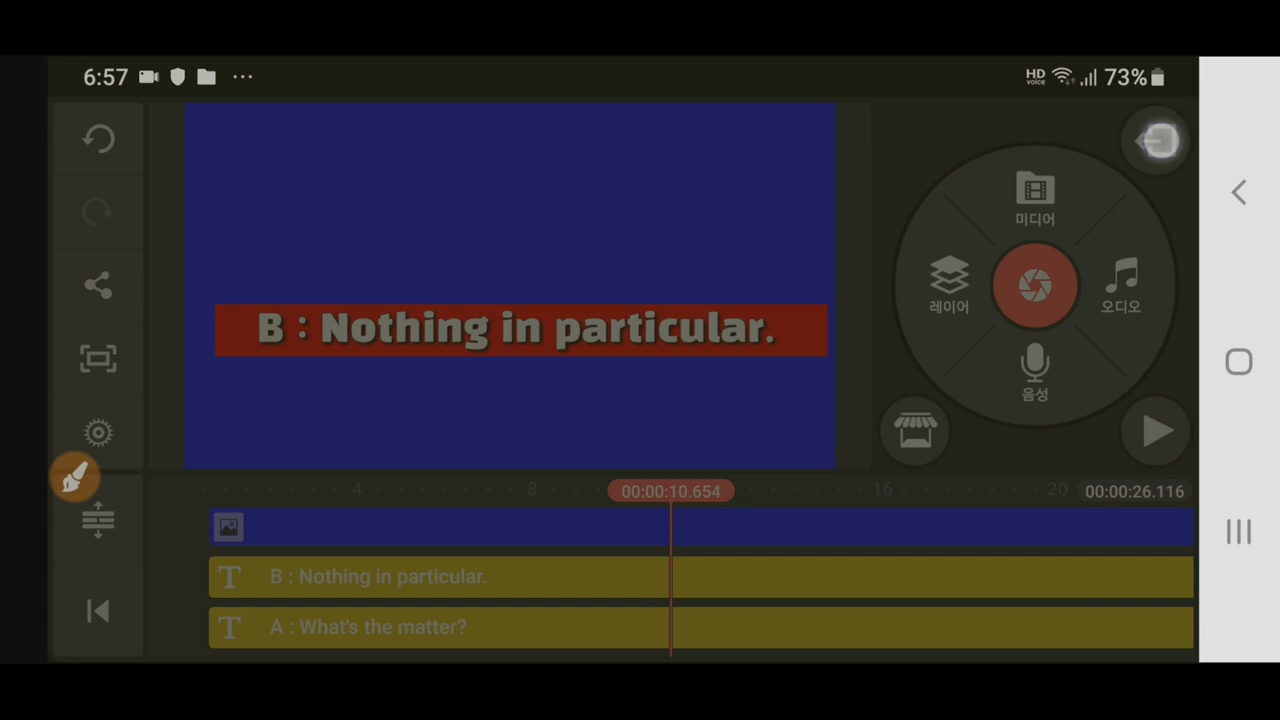 6:57
HD voice 73%
미디어
레이어
오디오
음성
B : Nothing in particular.
4 8 00:00:10.654 16 20 00:00:26.116
T B : Nothing in particular.
T A : What's the matter?